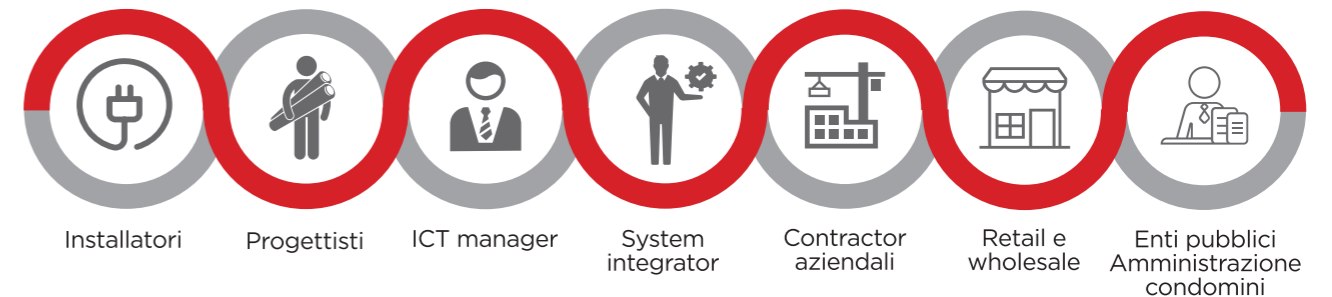 Installatori
Progettisti
ICT manager
System
integrator
Contractor
aziendali
Retail e
wholesale
Enti pubblici
Amministrazione
condomini